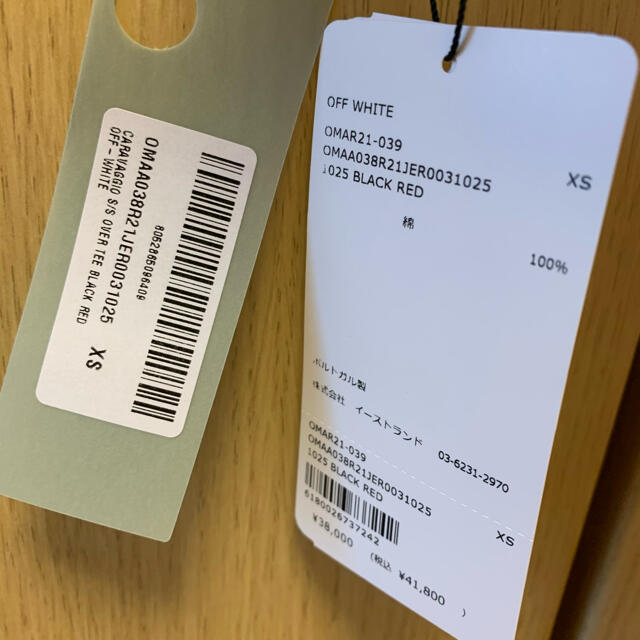 OMAA038R21JER0031025
CARAVAGGIO S/S OVER TEE BLACK RED
OFF-WHITE
XS
8052865096409
OFF WHITE
OMAR21-039
OMAA038R21JER0031025
1025 BLACK RED
XS
綿
100%
ポルトガル製
株式会社 イーストランド 03-6231-2970
OMAR21-039
OMAA038R21JER0031025
1025 BLACK RED
XS
6180026737242
¥38,000
(税込 ¥41,800 )